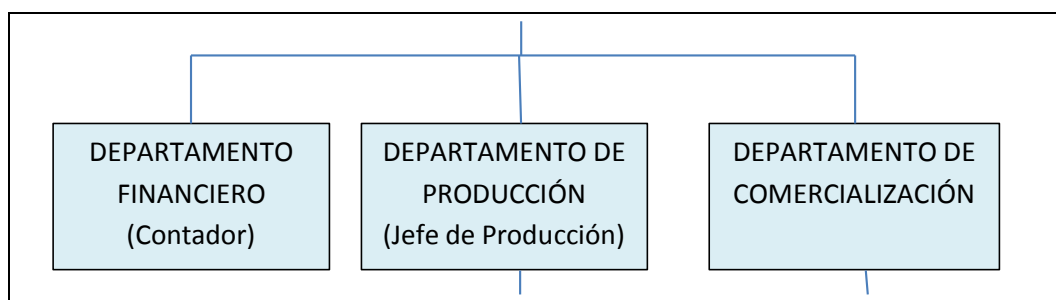 DEPARTAMENTO
FINANCIERO
(Contador)
DEPARTAMENTO DE
PRODUCCIÓN
(Jefe de Producción)
DEPARTAMENTO DE
COMERCIALIZACIÓN